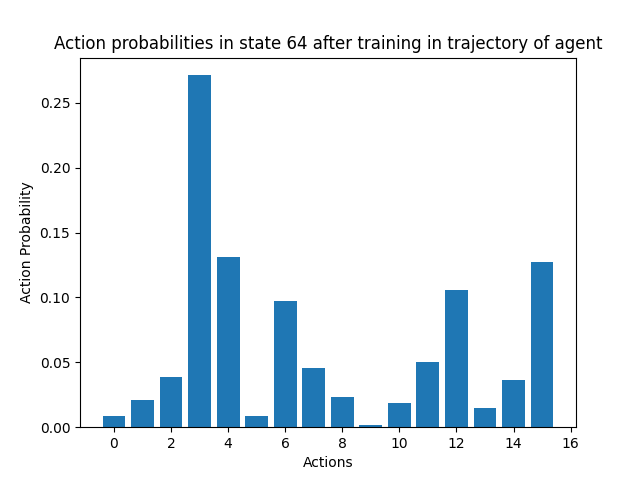 Action probabilities in state 64 after training in trajectory of agent
0.25
0.20
0.15
0.10
0.05
0.00
Action Probability
0 2 4 6 8 10 12 14 16
Actions